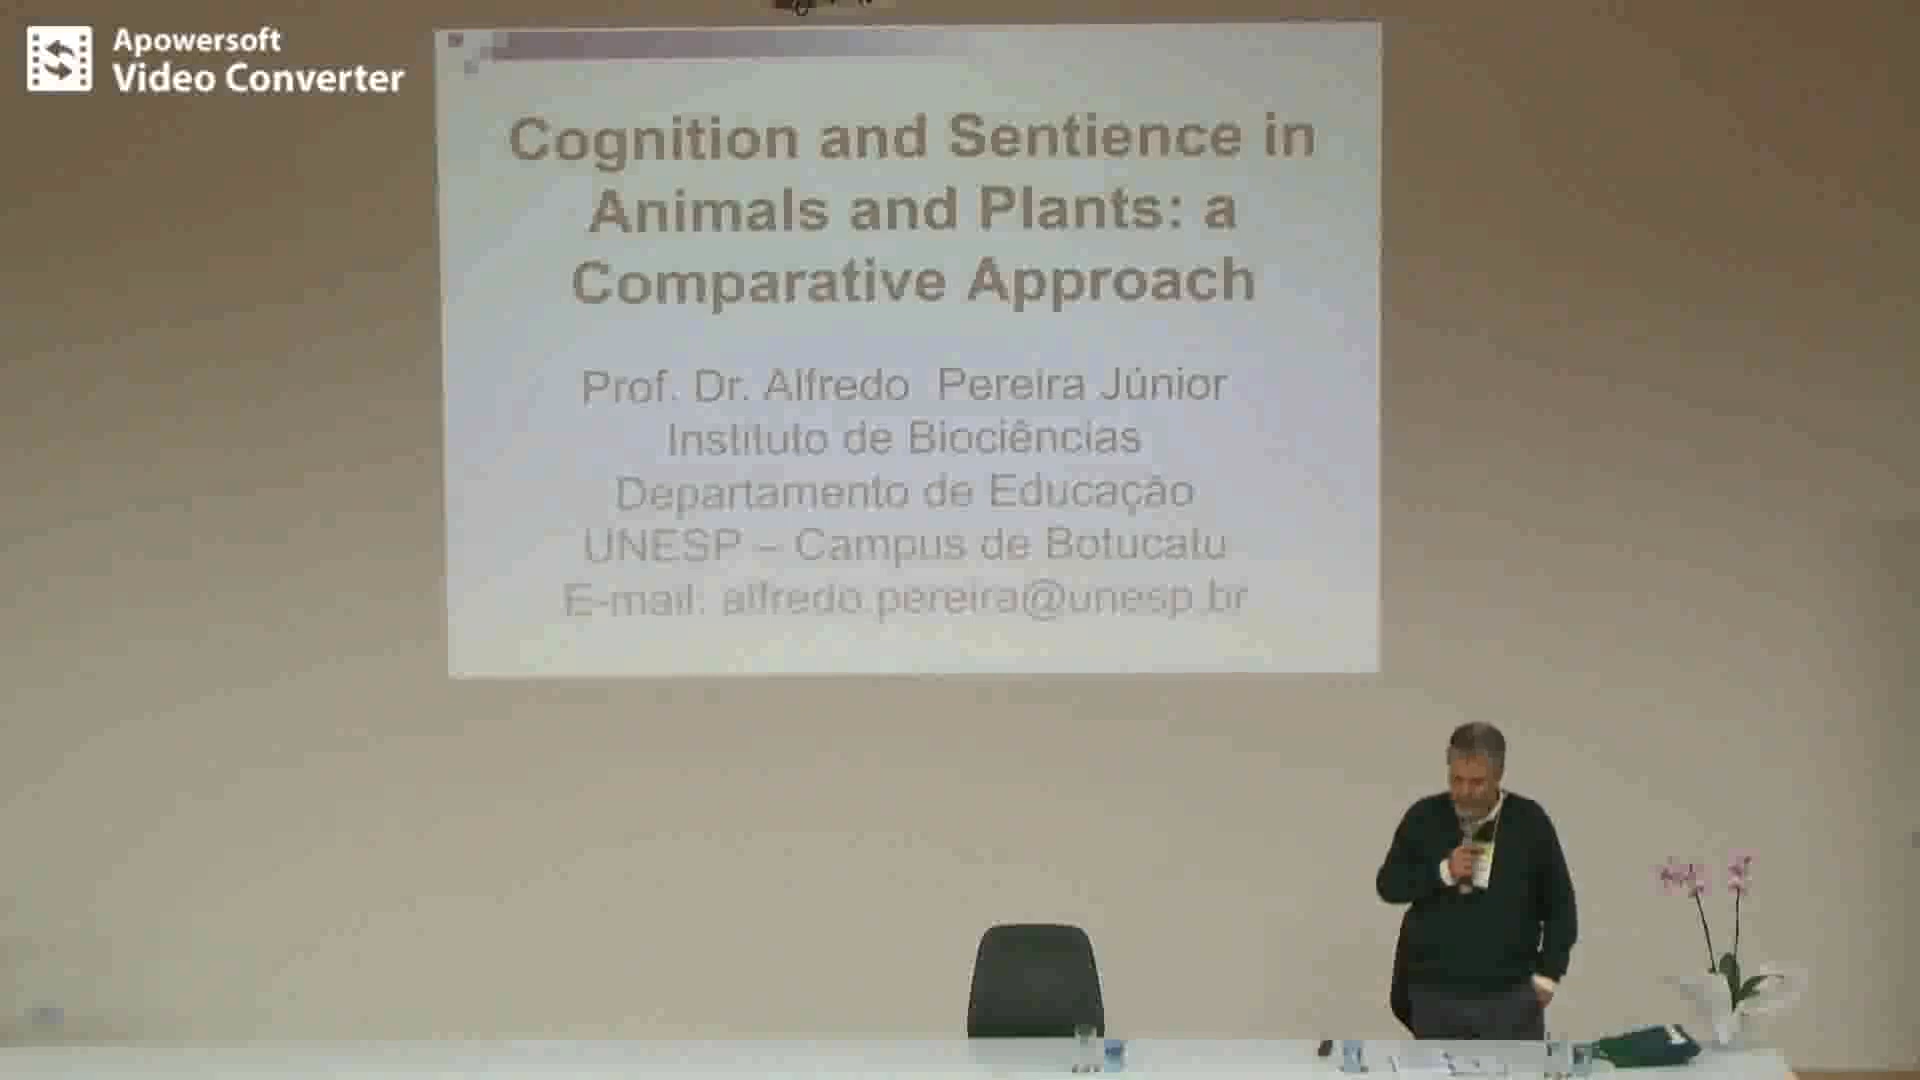 Apowersoft
Video Converter
Cognition and Sentience in
Animals and Plants: a
Comparative Approach
Prof. Dr. Alfredo Pereira Júnior
Instituto de Biociências
Departamento de Educação
UNESP – Campus de Botucatu
E-mail: alfredo.pereira@unesp.br